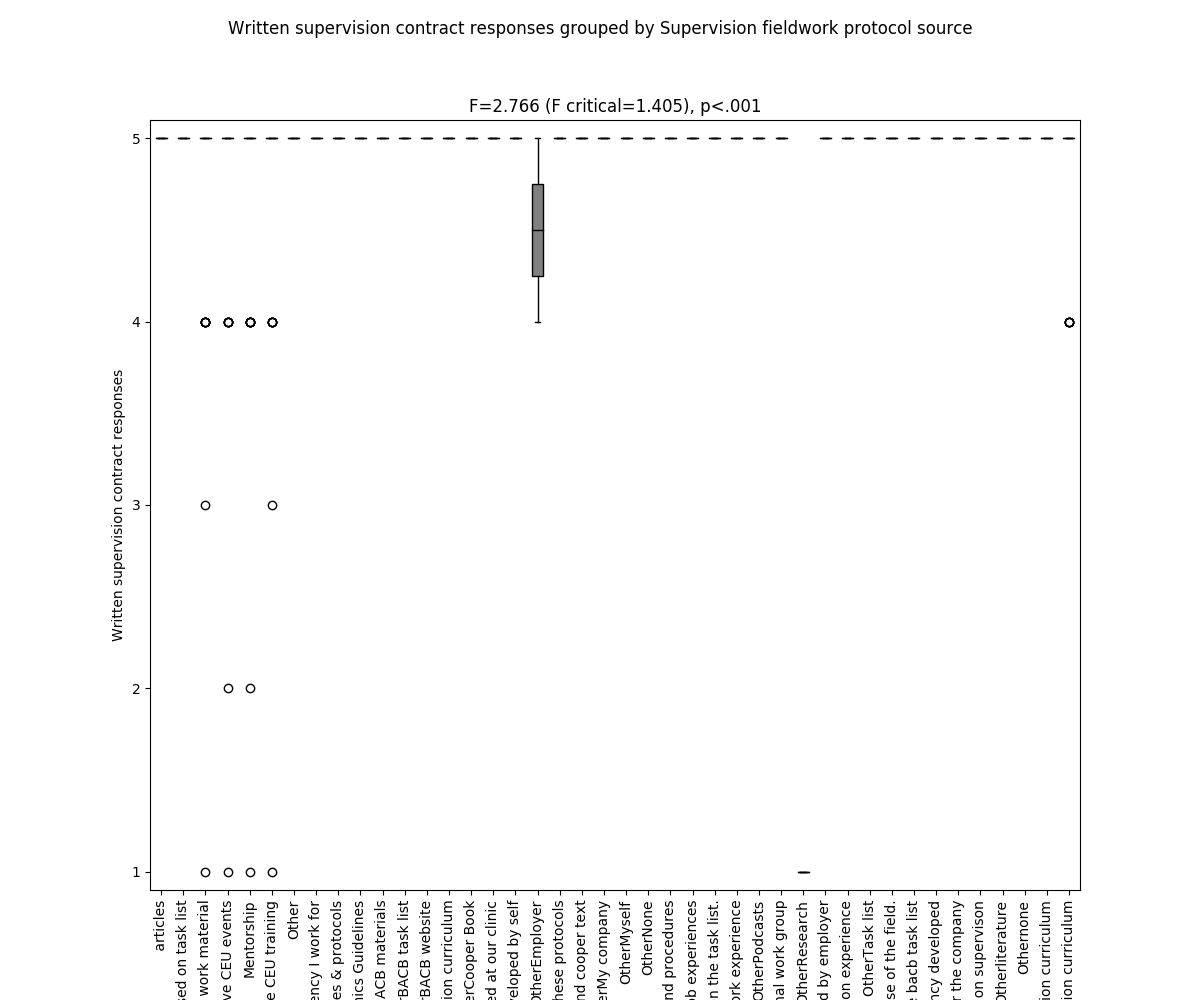 Written supervision contract responses grouped by Supervision fieldwork protocol source
F=2.766 (F critical=1.405), p<.001
Written supervision contract responses
5
4
3
2
1
articles
sed on task list
work material
ve CEU events
Mentorship
e CEU training
Other
ency I work for
es & protocols
ics Guidelines
ACB materials
rBACB task list
rBACB website
ion curriculum
erCooper Book
ed at our clinic
veloped by self
OtherEmployer
hese protocols
nd cooper text
erMy company
OtherMyself
OtherNone
nd procedures
ob experiences
n the task list.
ork experience
OtherPodcasts
nal work group
OtherResearch
d by employer
on experience
OtherTask list
se of the field.
e bacb task list
ncy developed
r the company
on supervison
Otherliterature
Othernone
ion curriculum
ion curriculum